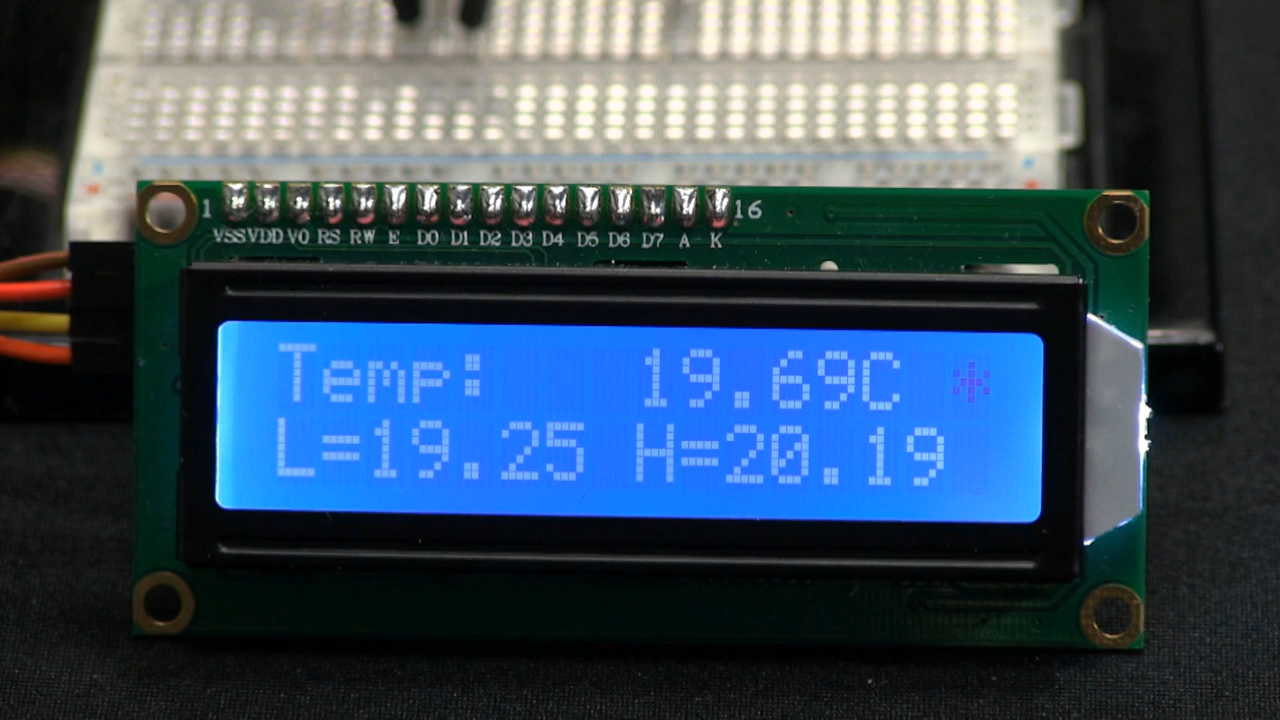 1 16
VSS VDD V0 RS RW E D0 D1 D2 D3 D4 D5 D6 D7 A K
Temp: 19.69C *
L=19.25 H=20.19